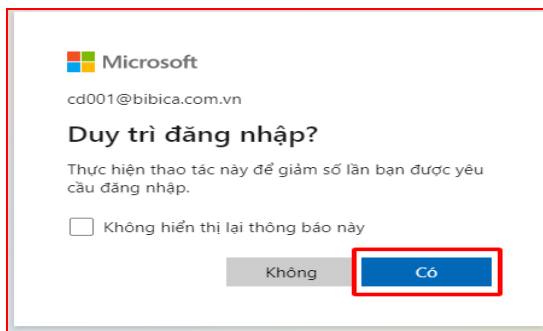 Microsoft
cd001@bibica.com.vn
Duy trì đăng nhập?
Thực hiện thao tác này để giảm số lần bạn được yêu
cầu đăng nhập.
Không hiển thị lại thông báo này
Không
Có